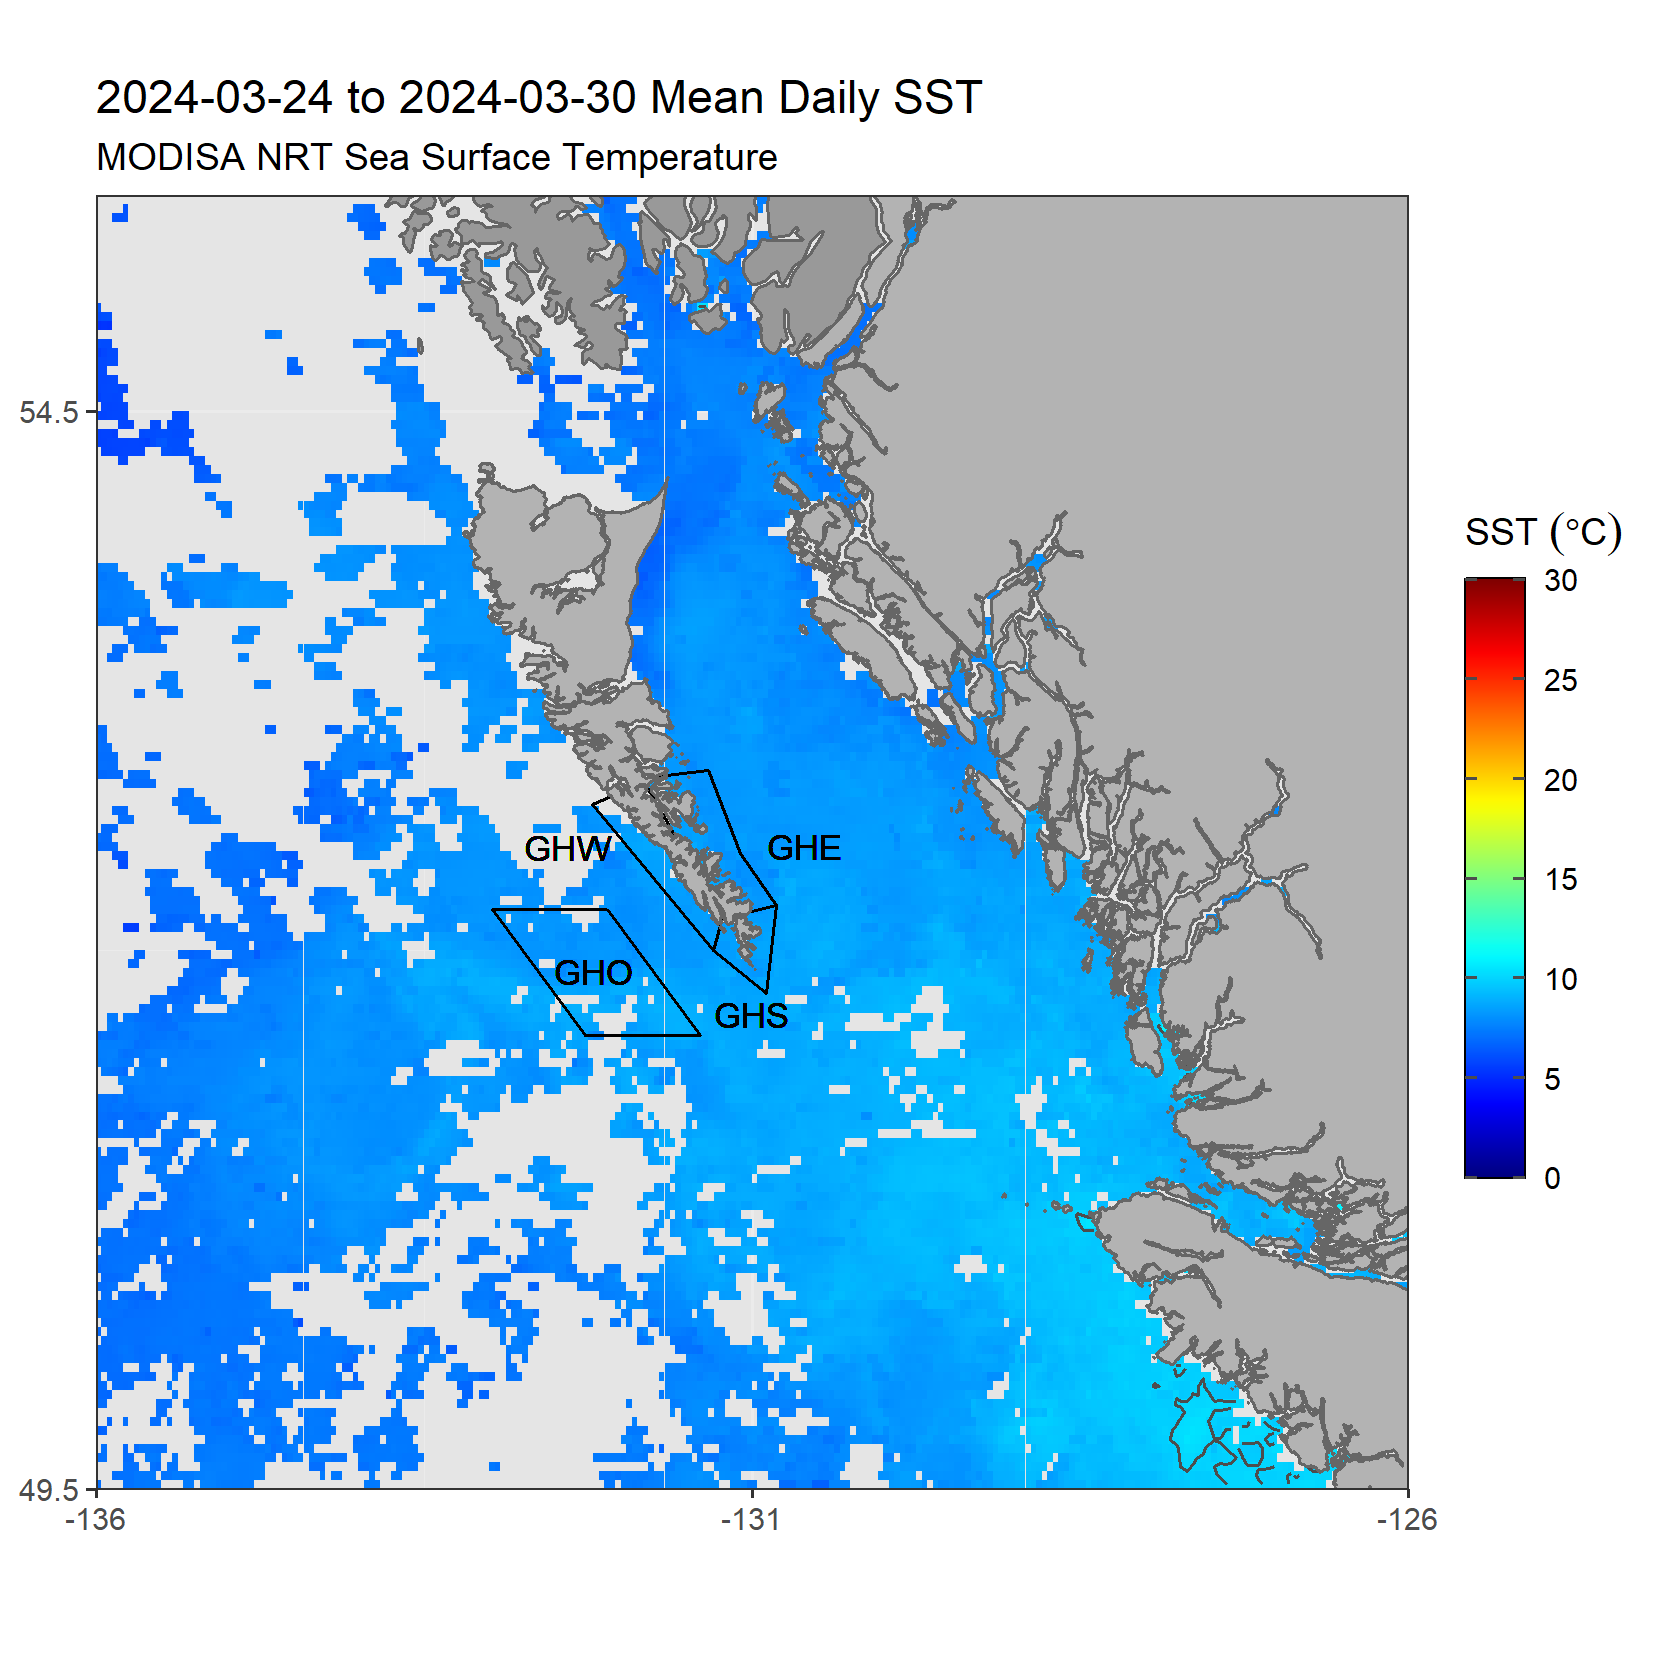 2024-03-24 to 2024-03-30 Mean Daily SST
MODISA NRT Sea Surface Temperature
54.5
49.5
-136
-131
-126
GHW
GHE
GHO
GHS
SST (°C)
30
25
20
15
10
5
0